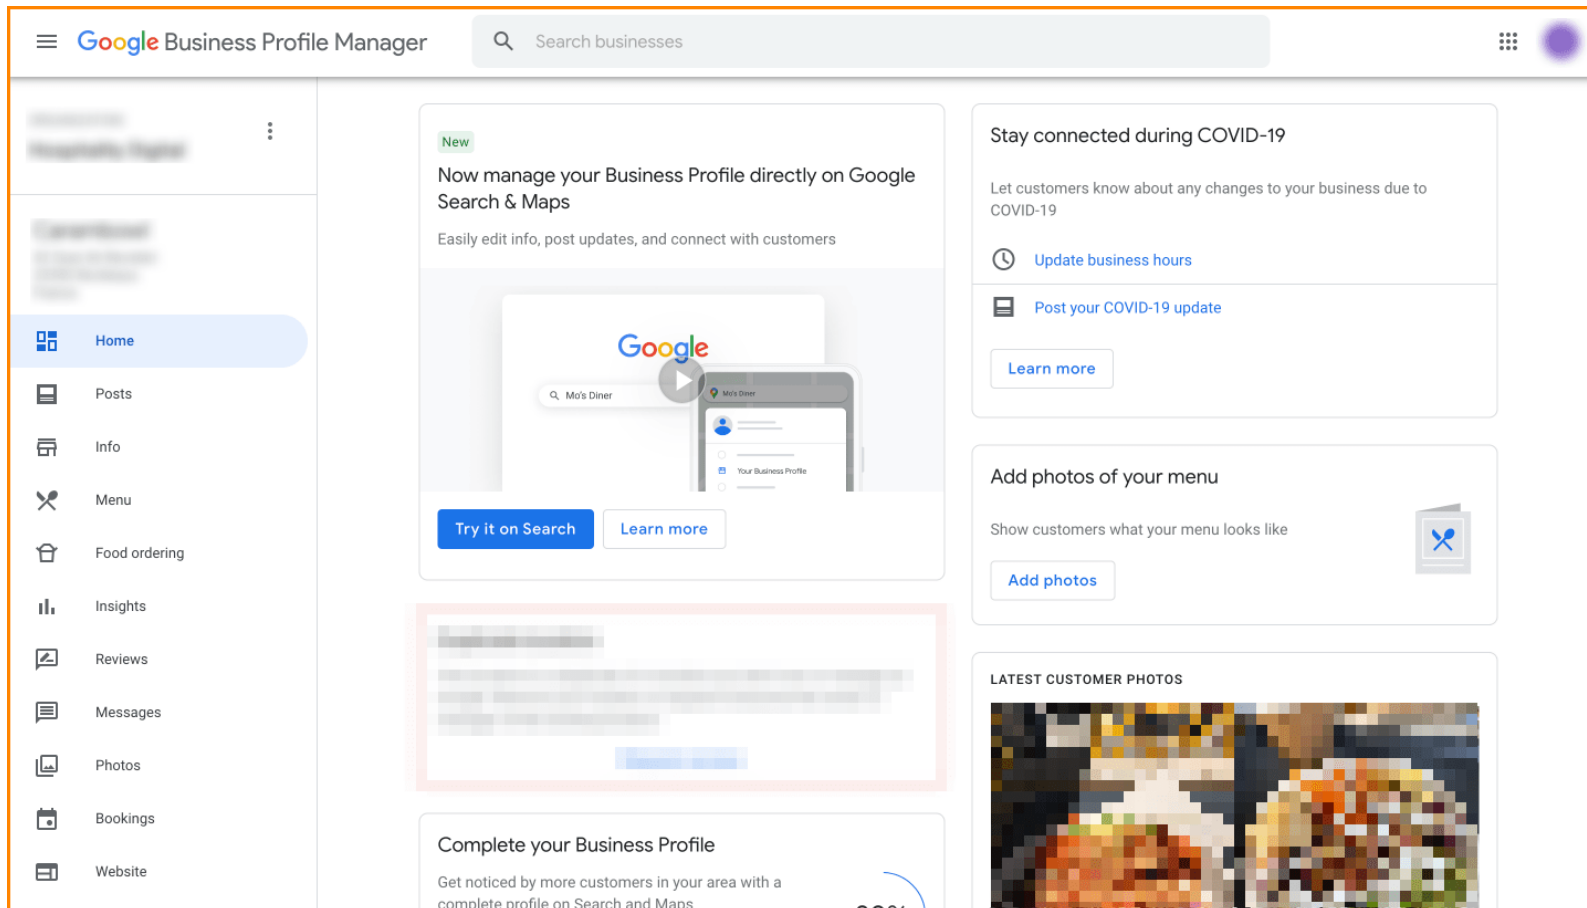 Google Business Profile Manager
Search businesses
Home
Posts
Info
Menu
Food ordering
Insights
Reviews
Messages
Photos
Bookings
Website
New
Now manage your Business Profile directly on Google
Search & Maps
Easily edit info, post updates, and connect with customers
Google
Mo's Diner
Mo's Diner
Your Business Profile
Try it on Search
Learn more
Complete your Business Profile
Get noticed by more customers in your area with a
complete profile on Search and Maps
Stay connected during COVID-19
Let customers know about any changes to your business due to
COVID-19
Update business hours
Post your COVID-19 update
Learn more
Add photos of your menu
Show customers what your menu looks like
Add photos
LATEST CUSTOMER PHOTOS